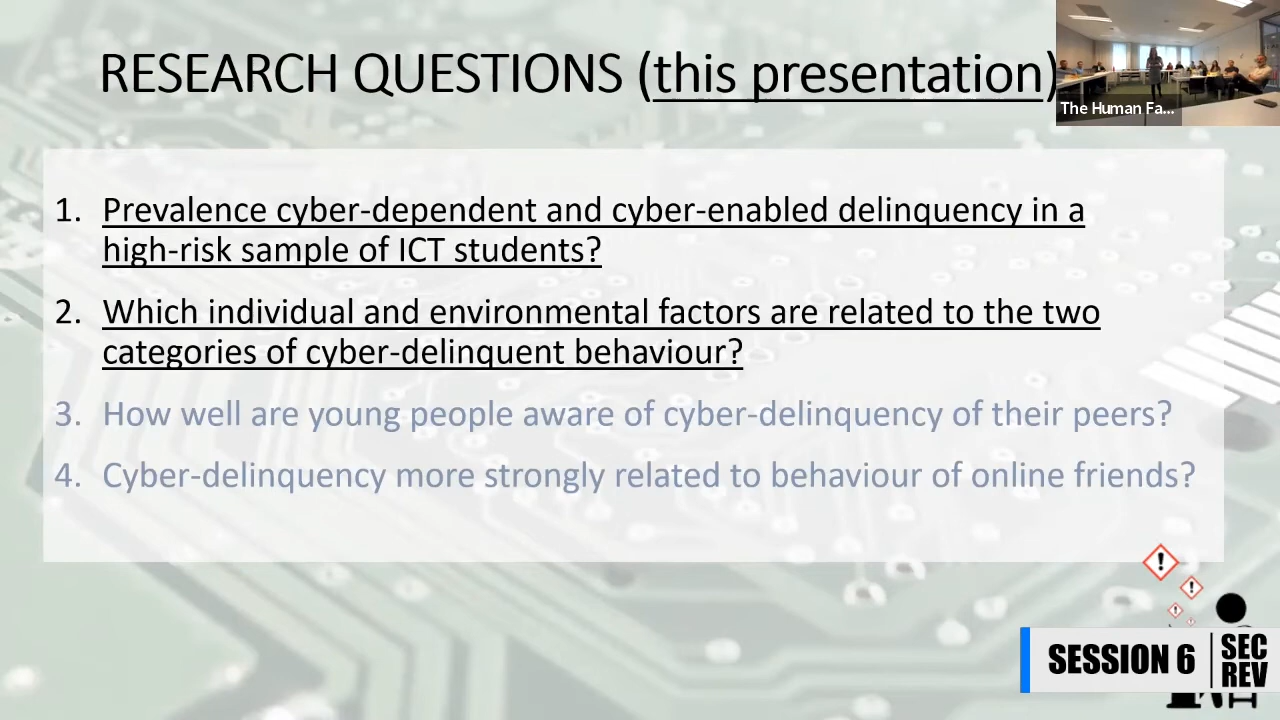 RESEARCH QUESTIONS (this presentation)
The Human Fa...
1. Prevalence cyber-dependent and cyber-enabled delinquency in a
high-risk sample of ICT students?
2. Which individual and environmental factors are related to the two
categories of cyber-delinquent behaviour?
3. How well are young people aware of cyber-delinquency of their peers?
4. Cyber-delinquency more strongly related to behaviour of online friends?
!
!
!
SESSION 6
SEC
REV